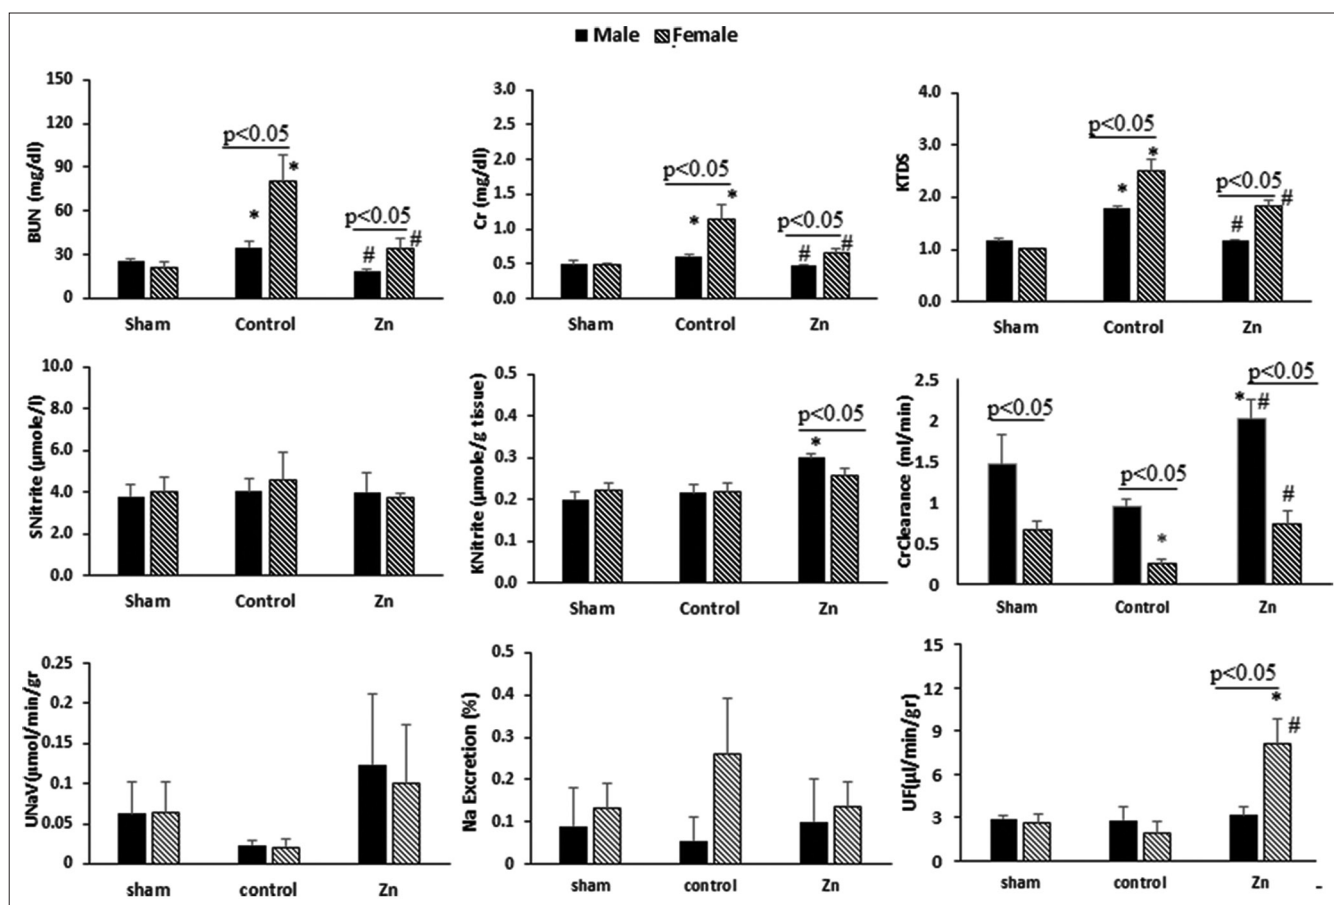 Male Female
BUN (mg/dl)
150
120
90
60
30
0
p<0.05
*
*
p<0.05
#
#
Sham Control Zn
Cr (mg/dl)
3.0
2.5
2.0
1.5
1.0
0.5
0.0
p<0.05
*
*
p<0.05
#
#
Sham Control Zn
KTDS
4.0
3.0
2.0
1.0
0.0
p<0.05
*
*
p<0.05
#
#
Sham Control Zn
SNitrite (µmole/l)
10.0
8.0
6.0
4.0
2.0
0.0
Sham Control Zn
KNitrite (µmole/g tissue)
0.5
0.4
0.3
0.2
0.1
0.0
p<0.05
*
Sham Control Zn
CrClearance (ml/min)
2.5
2
1.5
1
0.5
0
p<0.05
p<0.05
*
p<0.05
* #
#
Sham Control Zn
UNaV(µmol/min/gr
0.25
0.2
0.15
0.1
0.05
0
sham control Zn
Na Excretion (%)
0.5
0.4
0.3
0.2
0.1
0
sham control Zn
UF(µl/min/gr)
15
12
9
6
3
0
p<0.05
*
#
sham control Zn